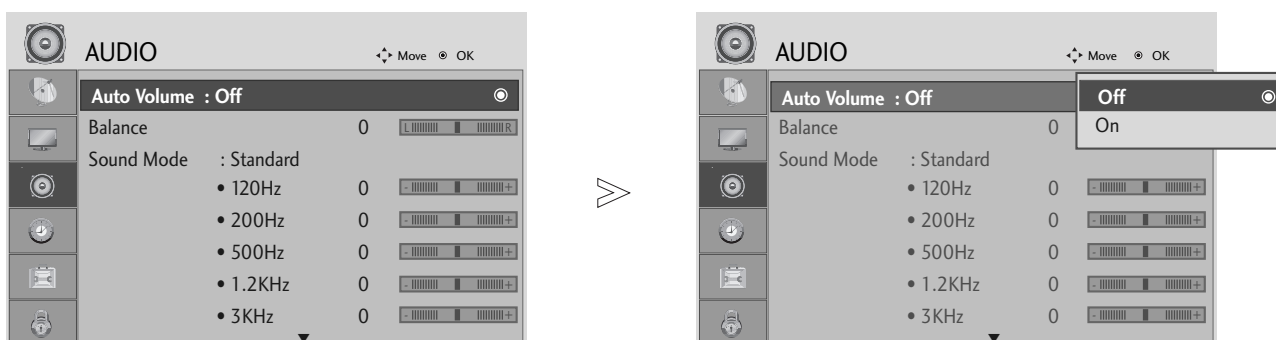 AUDIO
Move OK
Auto Volume : Off
Balance 0 L R
Sound Mode : Standard
• 120Hz 0 - +
• 200Hz 0 - +
• 500Hz 0 - +
• 1.2KHz 0 - +
• 3KHz 0 - +
AUDIO
Move OK
Auto Volume : Off
Off
On
Balance 0
Sound Mode : Standard
• 120Hz 0 - +
• 200Hz 0 - +
• 500Hz 0 - +
• 1.2KHz 0 - +
• 3KHz 0 - +